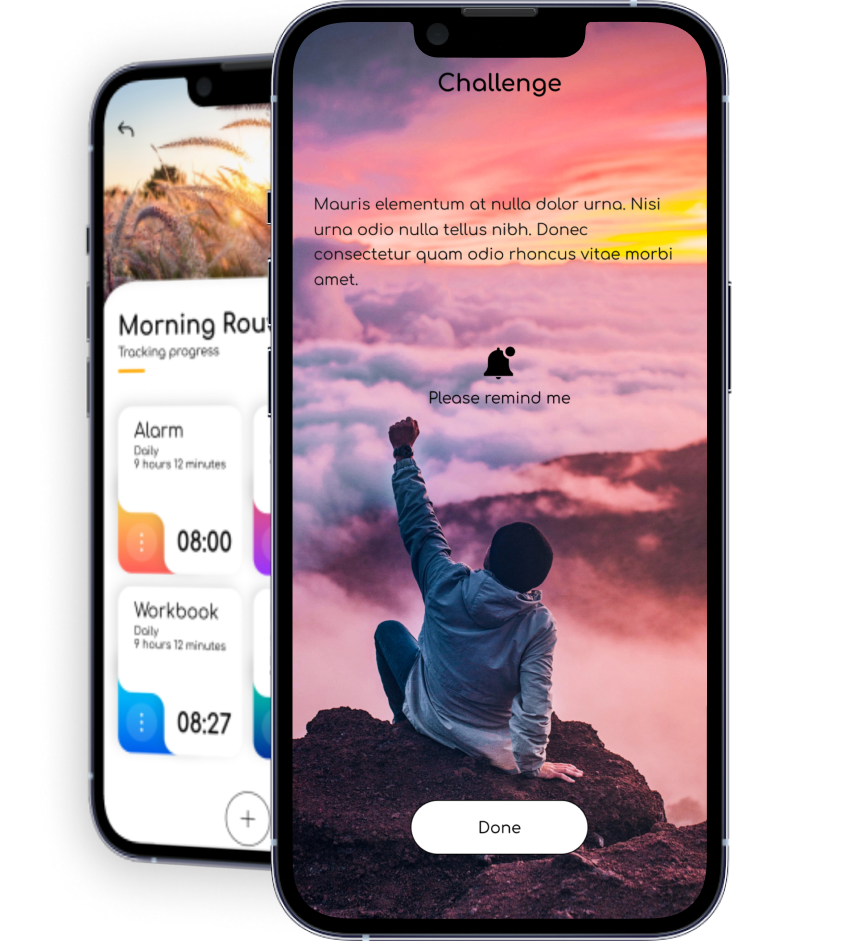 Challenge
Mauris elementum at nulla dolor urna. Nisi
urna odio nulla tellus nibh. Donec
consectetur quam odio rhoncus vitae morbi
amet.
Please remind me
Done
Morning
Tracking progress
Alarm
Daily
9 hours 12 minutes
08:00
Workbook
Daily
9 hours 12 minutes
08:27